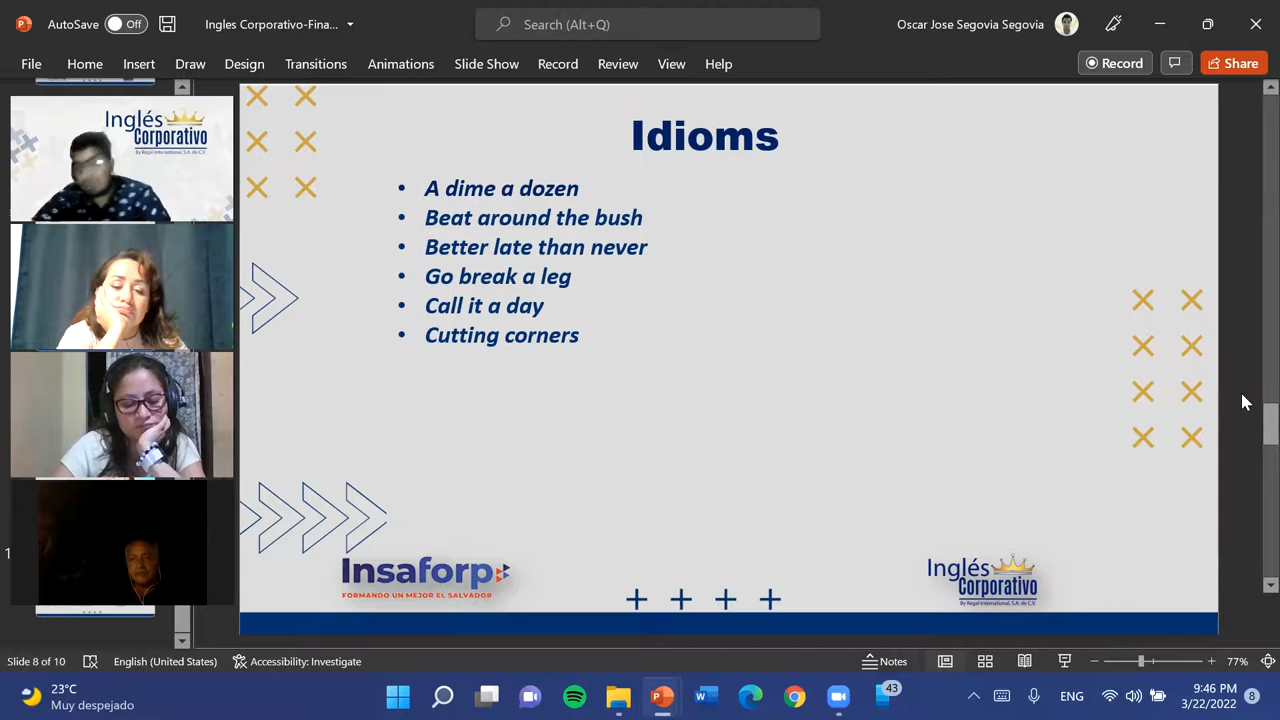 AutoSave Off Ingles Corporativo-Fina... Search (Alt+Q) Oscar Jose Segovia Segovia
File Home Insert Draw Design Transitions Animations Slide Show Record Review View Help Record Share
Inglés
Corporativo
By Regal International, S.A. de C.V.
Idioms
• A dime a dozen
• Beat around the bush
• Better late than never
• Go break a leg
• Call it a day
• Cutting corners
1
Insaforp
FORMANDO UN MEJOR EL SALVADOR
Inglés
Corporativo
By Regal International, S.A. de C.V.
Slide 8 of 10 English (United States) Accessibility: Investigate Notes 77%
23°C
Muy despejado
43
ENG
9:46 PM
3/22/2022
8